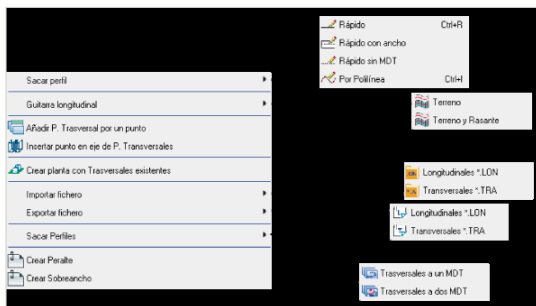 Rápido Ctrl+R
Rápido con ancho
Rápido sin MDT
Por Polilínea Ctrl+I
Sacar perfil
Terreno
Terreno y Rasante
Guitarra longitudinal
Añadir P. Trasversal por un punto
Insertar punto en eje de P. Transversales
Crear planta con Trasversales existentes
Longitudinales *.LON
Transversales *.TRA
Importar fichero
Longitudinales *.LON
Transversales *.TRA
Exportar fichero
Sacar Perfiles
Crear Peralte
Crear Sobreancho
Trasversales a un MDT
Trasversales a dos MDT